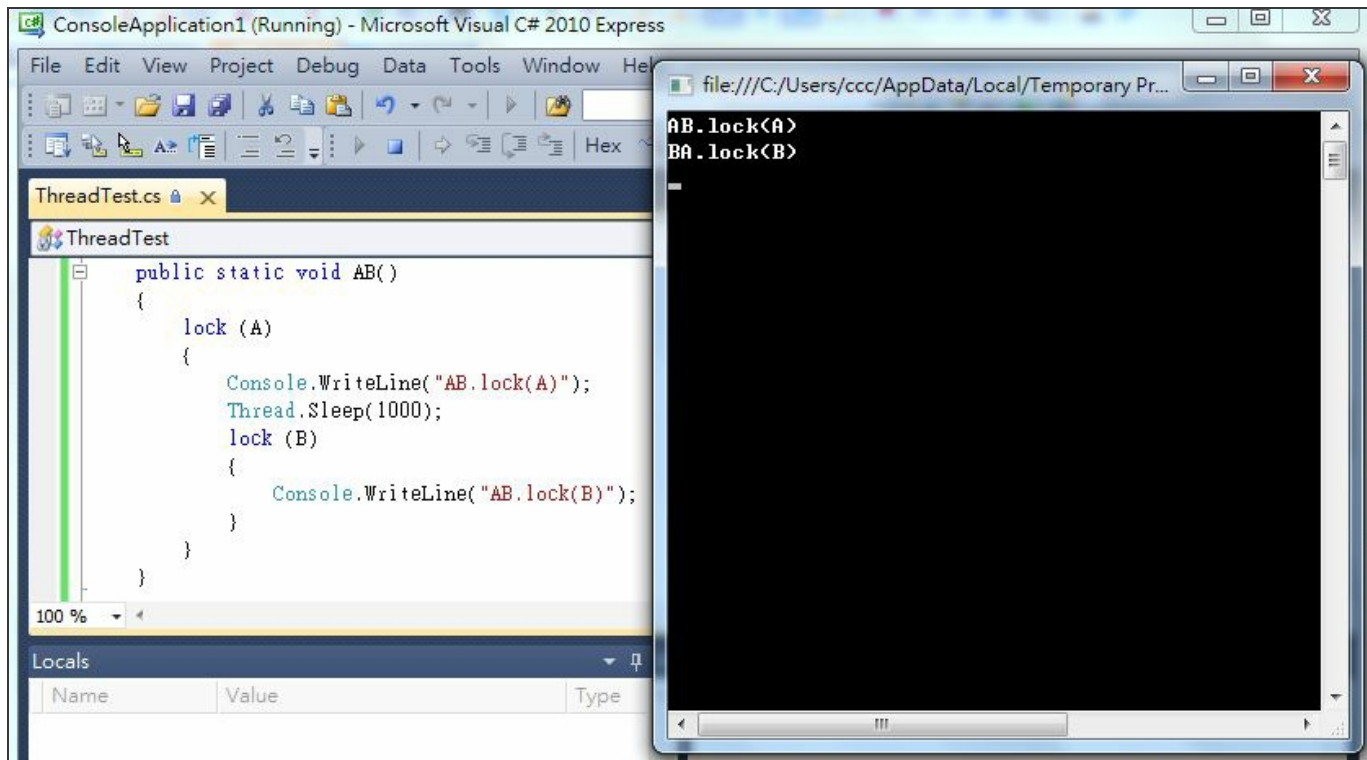 ConsoleApplication1 (Running) - Microsoft Visual C# 2010 Express
File Edit View Project Debug Data Tools Window Hel
Hex
ThreadTest.cs
ThreadTest
public static void AB()
{
lock (A)
{
Console.WriteLine("AB.lock(A)");
Thread.Sleep(1000);
lock (B)
{
Console.WriteLine("AB.lock(B)");
}
}
}
100 %
Locals
Name Value Type
file:///C:/Users/ccc/AppData/Local/Temporary Pr...
AB.lock(A)
BA.lock(B)